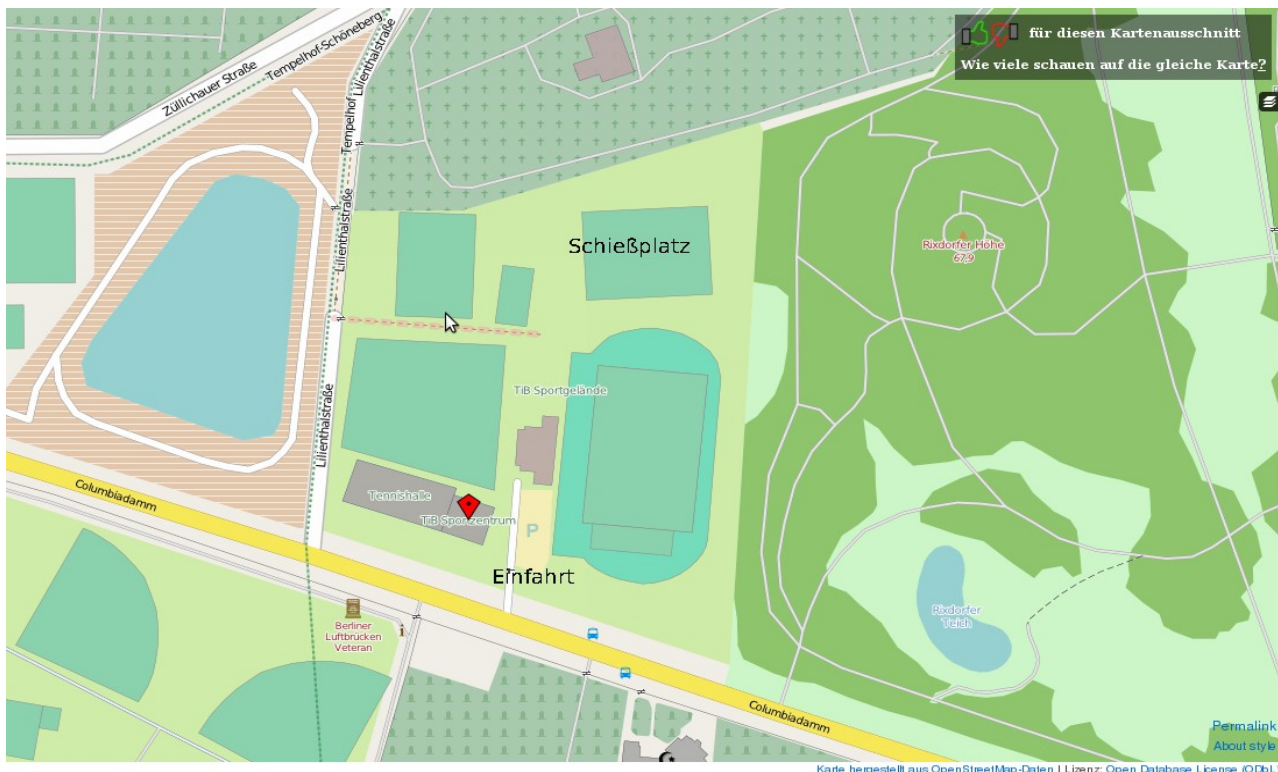 für diesen Kartenausschnitt
Wie viele schauen auf die gleiche Karte?
Züllichauer Straße
Tempelhof-Schöneberg
Lilienthalstraße
Tempelhof
Lilienthalstraße
Schießplatz
Rixdorfer Höhe
67,9
TiB Sportgelände
Lilienthalstraße
Columbiadamm
Tennishalle
TiB Sportzentrum
P
Einfahrt
Berliner
Luftbrücken
Veteran
i
Rixdorfer
Teich
Columbiadamm
Permalink
About style
Karte hergestellt aus OpenStreetMap-Daten | Lizenz: Open Database License (ODbL)